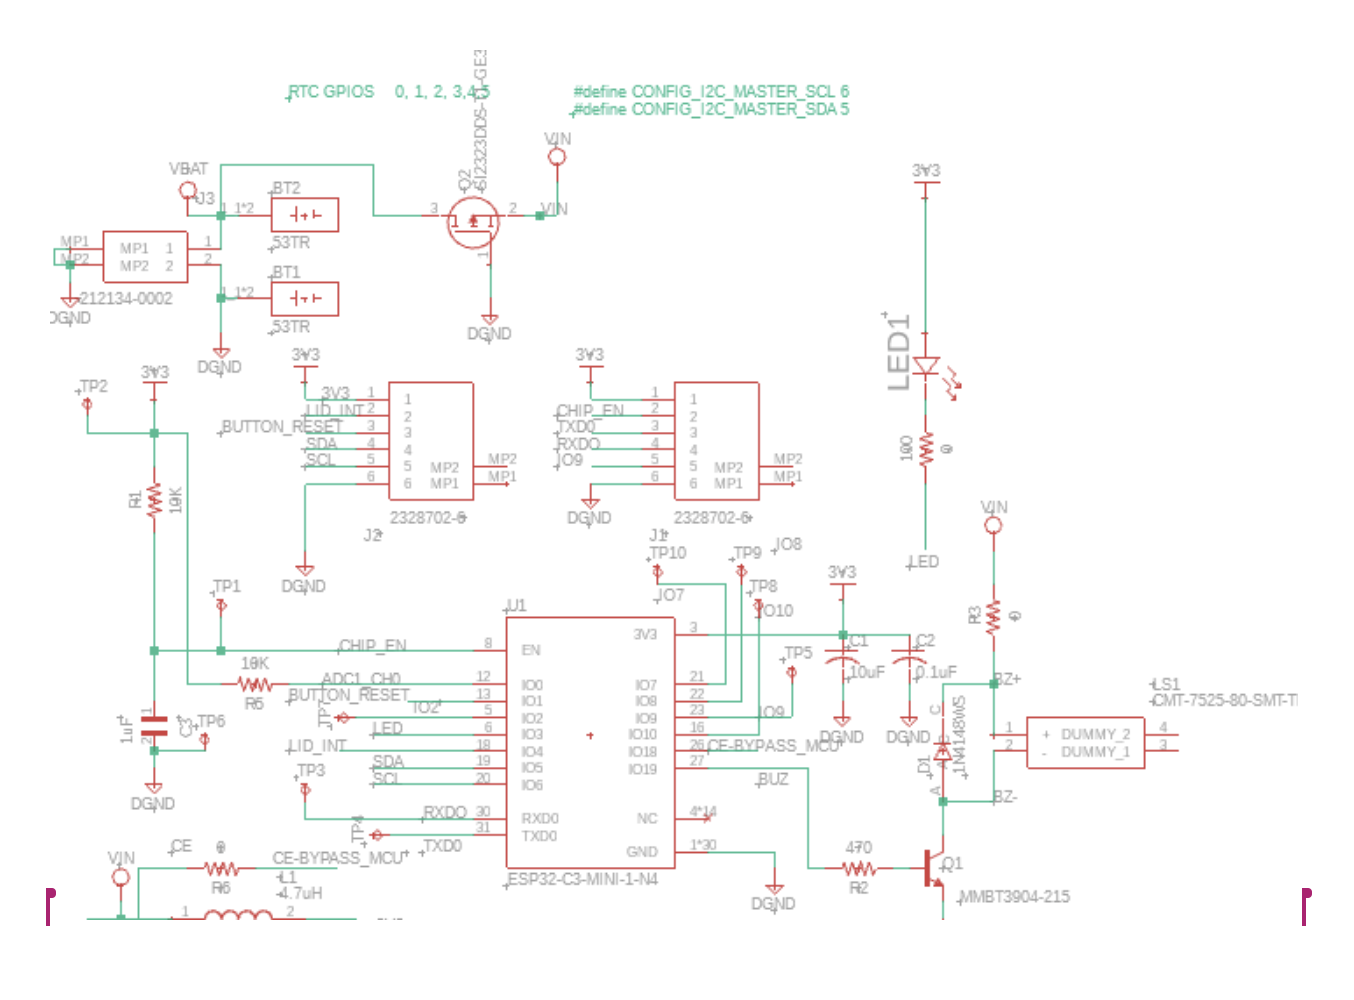 RTC GPIOS 0, 1, 2, 3,4,5
#define CONFIG_I2C_MASTER_SCL 6
#define CONFIG_I2C_MASTER_SDA 5
VIN
3V3
VBAT
J3
BT2
1 1*2
Q2
3
2
VIN
1
MP1
MP2
MP1 1
MP2 2
1
2
53TR
BT1
1 1*2
212134-0002
DGND
53TR
DGND
DGND
LED1
TP2
3V3
3V3
3V3
3V3
LID_INT
BUTTON_RESET
SDA
SCL
1
2
3
4
5
6
1
2
3
4
5
6
MP2
MP1
MP2
MP1
2328702-6
J2
CHIP_EN
TXD0
RXDO
IO9
1
2
3
4
5
6
1
2
3
4
5
6
MP2
MP1
MP2
MP1
DGND
2328702-6
J1
100
0
R1
10K
VIN
LED
DGND
TP10
TP9
IO8
TP8
IO7
IO10
3V3
TP1
U1
R3
0
CHIP_EN
8
EN
3V3
3
C1
10uF
C2
0.1uF
TP5
10K
R5
ADC1_CH0
BUTTON_RESET
IO2
TP7
LED
LID_INT
SDA
SCL
12
13
5
6
18
19
20
IO0
IO1
IO2
IO3
IO4
IO5
IO6
IO7
IO8
IO9
IO10
IO18
IO19
21
22
23
16
26
27
IO9
CE-BYPASS_MCU
BUZ
DGND
DGND
BZ+
LS1
1uF
1
2
C3
TP6
C
1N4148WS
D1
A
1
2
+ DUMMY_2
- DUMMY_1
4
3
BZ-
DGND
TP3
TP4
RXDO
TXD0
30
31
RXD0
TXD0
NC
GND
4*14
1*30
ESP32-C3-MINI-1-N4
DGND
470
R2
Q1
MMBT3904-215
VIN
CE
0
R6
CE-BYPASS_MCU
L1
4.7uH
1
2